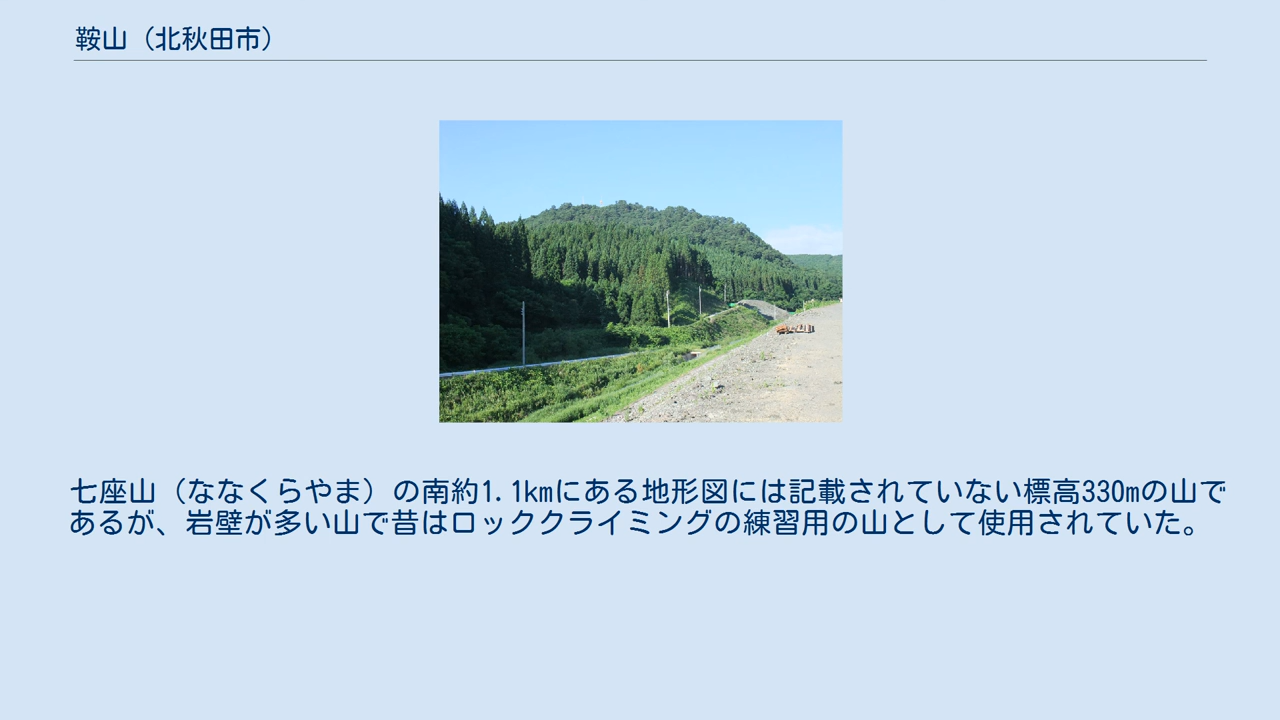 鞍山（北秋田市）
七座山（ななくらやま）の南約1.1kmにある地形図には記載されていない標高330mの山で
あるが、岩壁が多い山で昔はロッククライミングの練習用の山として使用されていた。